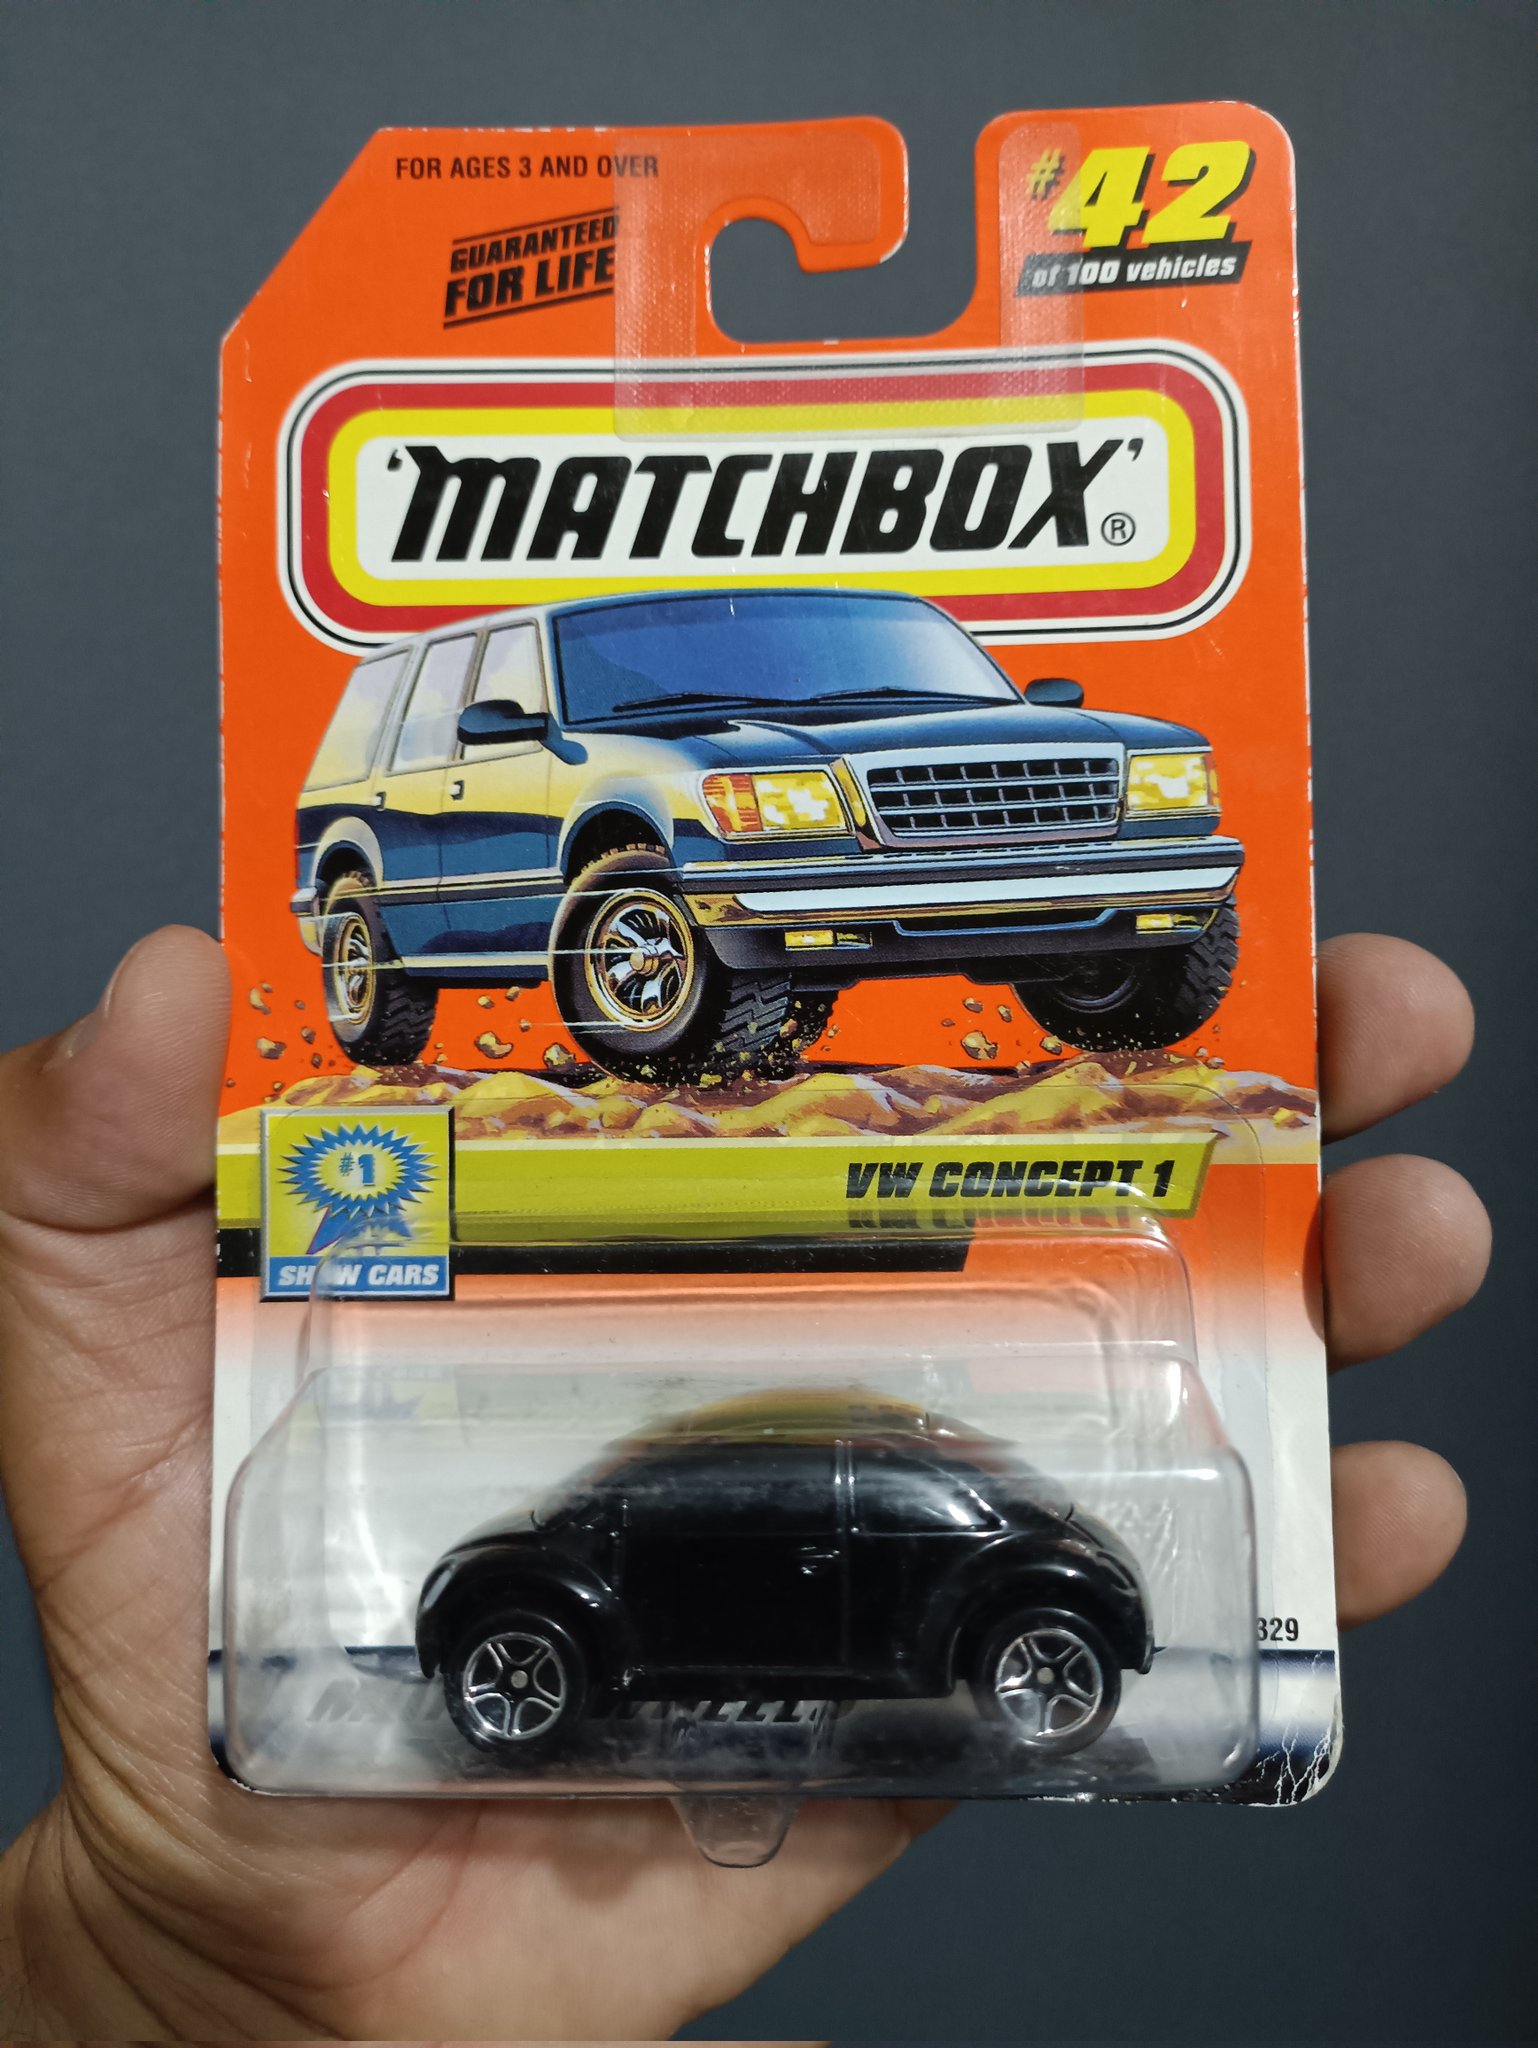 FOR AGES 3 AND OVER
GUARANTEED
FOR LIFE
#42
of 100 vehicles
'MATCHBOX'®
VW CONCEPT 1
#1
SHOW CARS
329